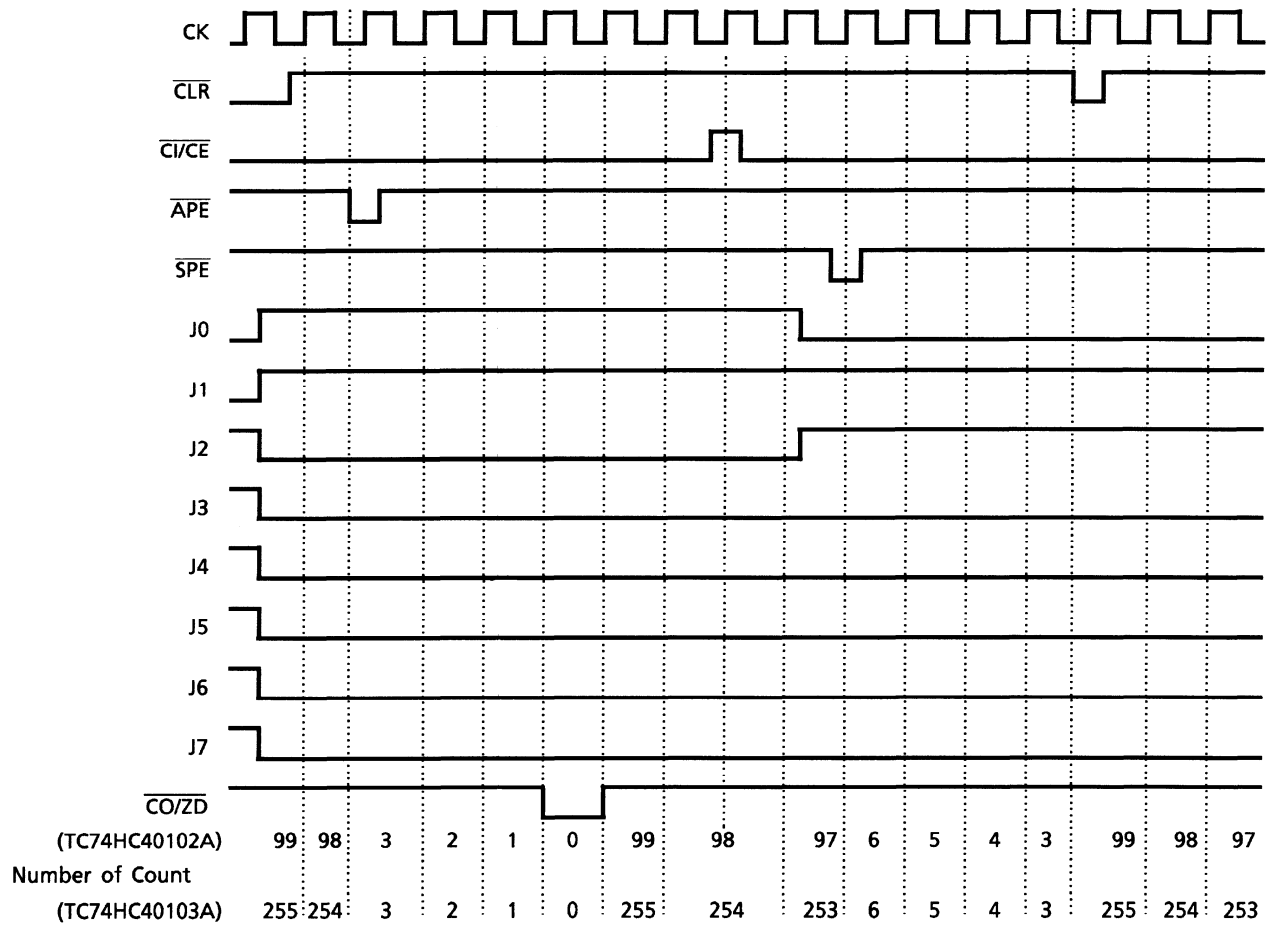 CK
CLR
CI/CE
APE
SPE
J0
J1
J2
J3
J4
J5
J6
J7
CO/ZD
(TC74HC40102A) 99 98 3 2 1 0 99 98 97 6 5 4 3 99 98 97
Number of Count
(TC74HC40103A) 255 254 3 2 1 0 255 254 253 6 5 4 3 255 254 253